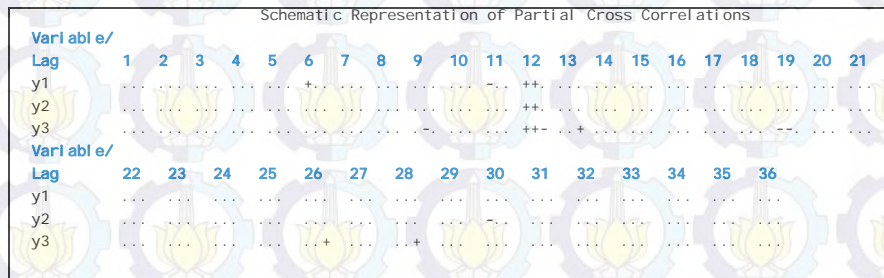 Schematic Representation of Partial Cross Correlations
Variable/
Lag 1 2 3 4 5 6 7 8 9 10 11 12 13 14 15 16 17 18 19 20 21
y1 ... ... ... ... ... +.. ... ... ... ... -.. ++. ... ... ... ... ... ... ... ... ...
y2 ... ... ... ... ... ... ... ... ... ... ... ++. ... ... ... ... ... ... ... ... ...
y3 ... ... ... ... ... ... ... ... .-. ... ... ++- ..+ ... ... ... ... ... --. ... ...
Variable/
Lag 22 23 24 25 26 27 28 29 30 31 32 33 34 35 36
y1 ... ... ... ... ... ... ... ... ... ... ... ... ... ... ...
y2 ... ... ... ... ... ... ... ... -.. ... ... ... ... ... ...
y3 ... ... ... ... ..+ ... ..+ ... ... ... ... ... ... ... ...